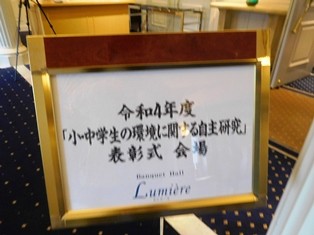 令和4年度
「小中学生の環境に関する自主研究」
表彰式 会場
Banquet Hall
Lumière